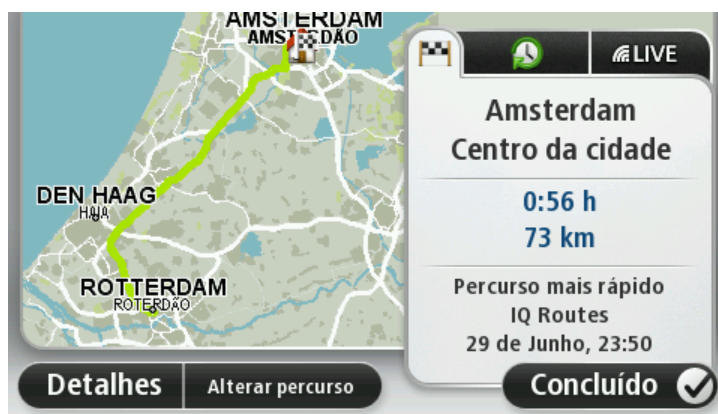 AMSTERDAM
AMSTERDÃO
DEN HAAG
HAIA
ROTTERDAM
ROTERDÃO
LIVE
Amsterdam
Centro da cidade
0:56 h
73 km
Percurso mais rápido
IQ Routes
29 de Junho, 23:50
Detalhes
Alterar percurso
Concluído